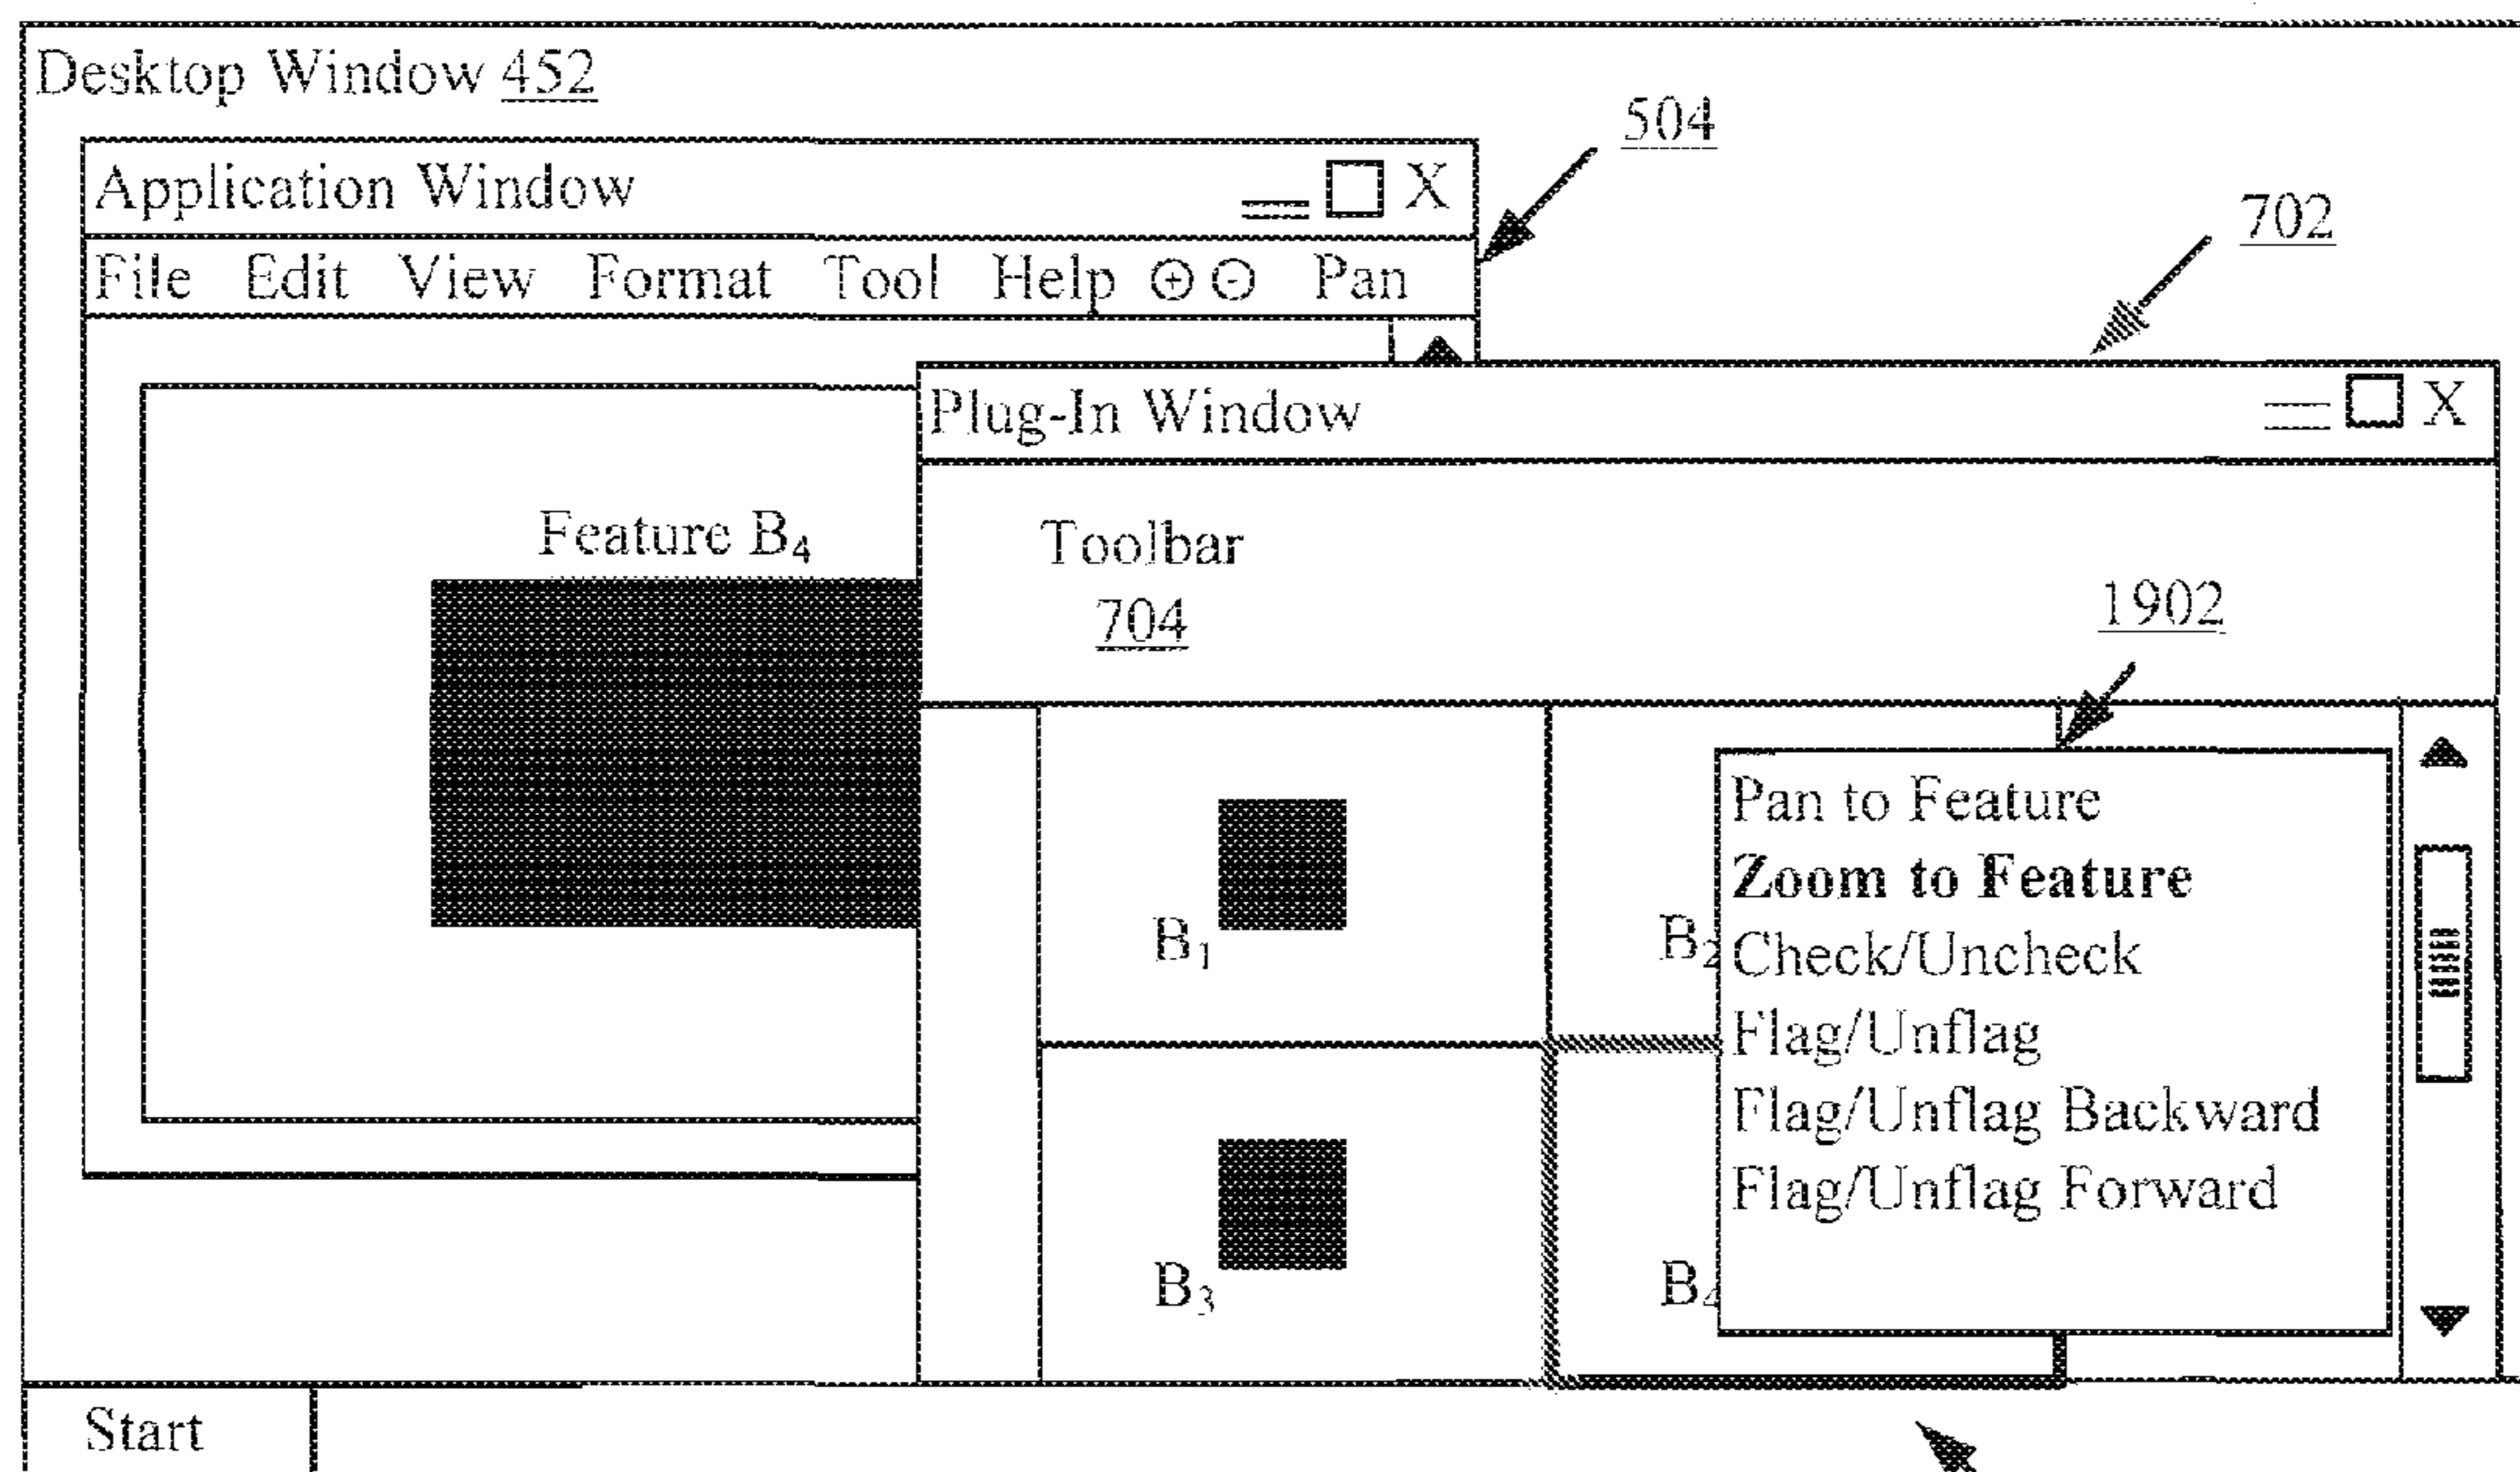 Desktop Window 452
504
Application Window X
702
File Edit View Format Tool Help + - Pan
Plug-In Window X
Feature B4
Toolbar
704
1902
Pan to Feature
Zoom to Feature
B1
B2
Check/Uncheck
Flag/Unflag
Flag/Unflag Backward
Flag/Unflag Forward
B3
B4
Start